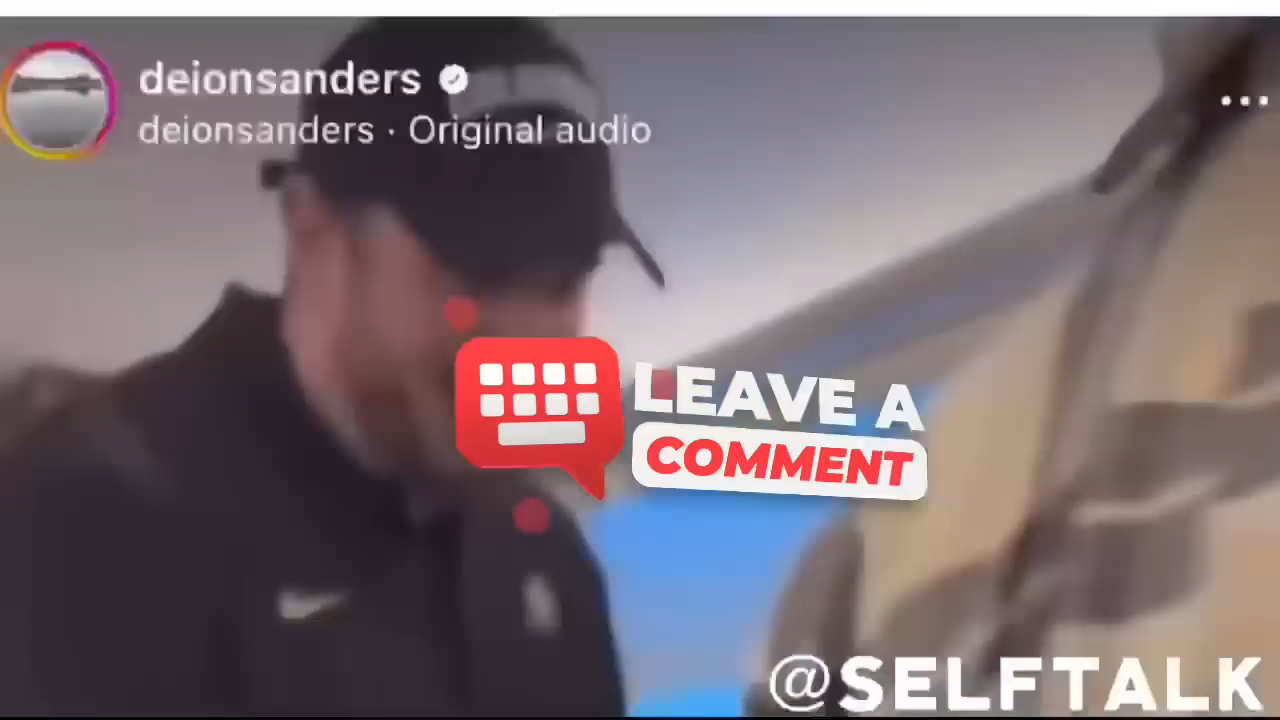 deionsanders
deionsanders · Original audio
LEAVE A
COMMENT
@SELFTALK